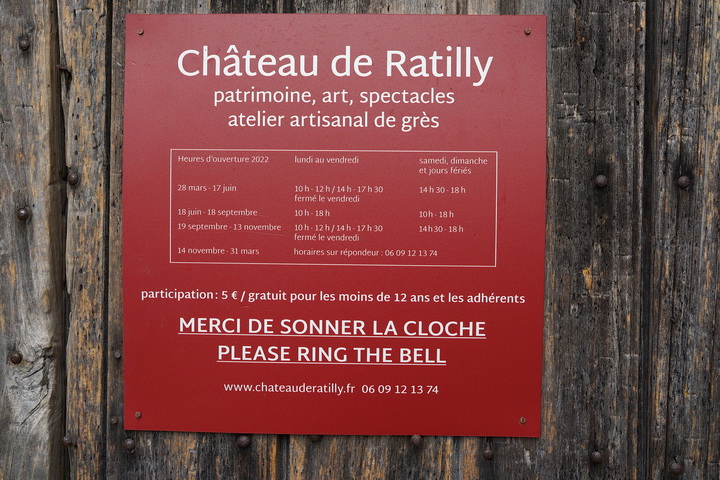 Château de Ratilly
patrimoine, art, spectacles
atelier artisanal de grès
Heures d'ouverture 2022 lundi au vendredi samedi, dimanche
et jours fériés
28 mars - 17 juin 10 h - 12 h / 14 h - 17 h 30 14 h 30 - 18 h
fermé le vendredi
18 juin - 18 septembre 10 h - 18 h 10 h - 18 h
19 septembre - 13 novembre 10 h - 12 h / 14 h - 17 h 30 14 h 30 - 18 h
fermé le vendredi
14 novembre - 31 mars horaires sur répondeur : 06 09 12 13 74
participation : 5 € / gratuit pour les moins de 12 ans et les adhérents
MERCI DE SONNER LA CLOCHE
PLEASE RING THE BELL
www.chateauderatilly.fr 06 09 12 13 74